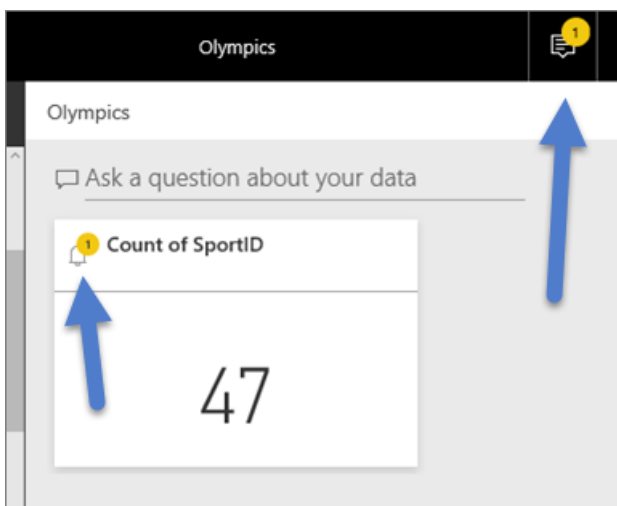 Olympics
1
Olympics
Ask a question about your data
1
Count of SportID
47